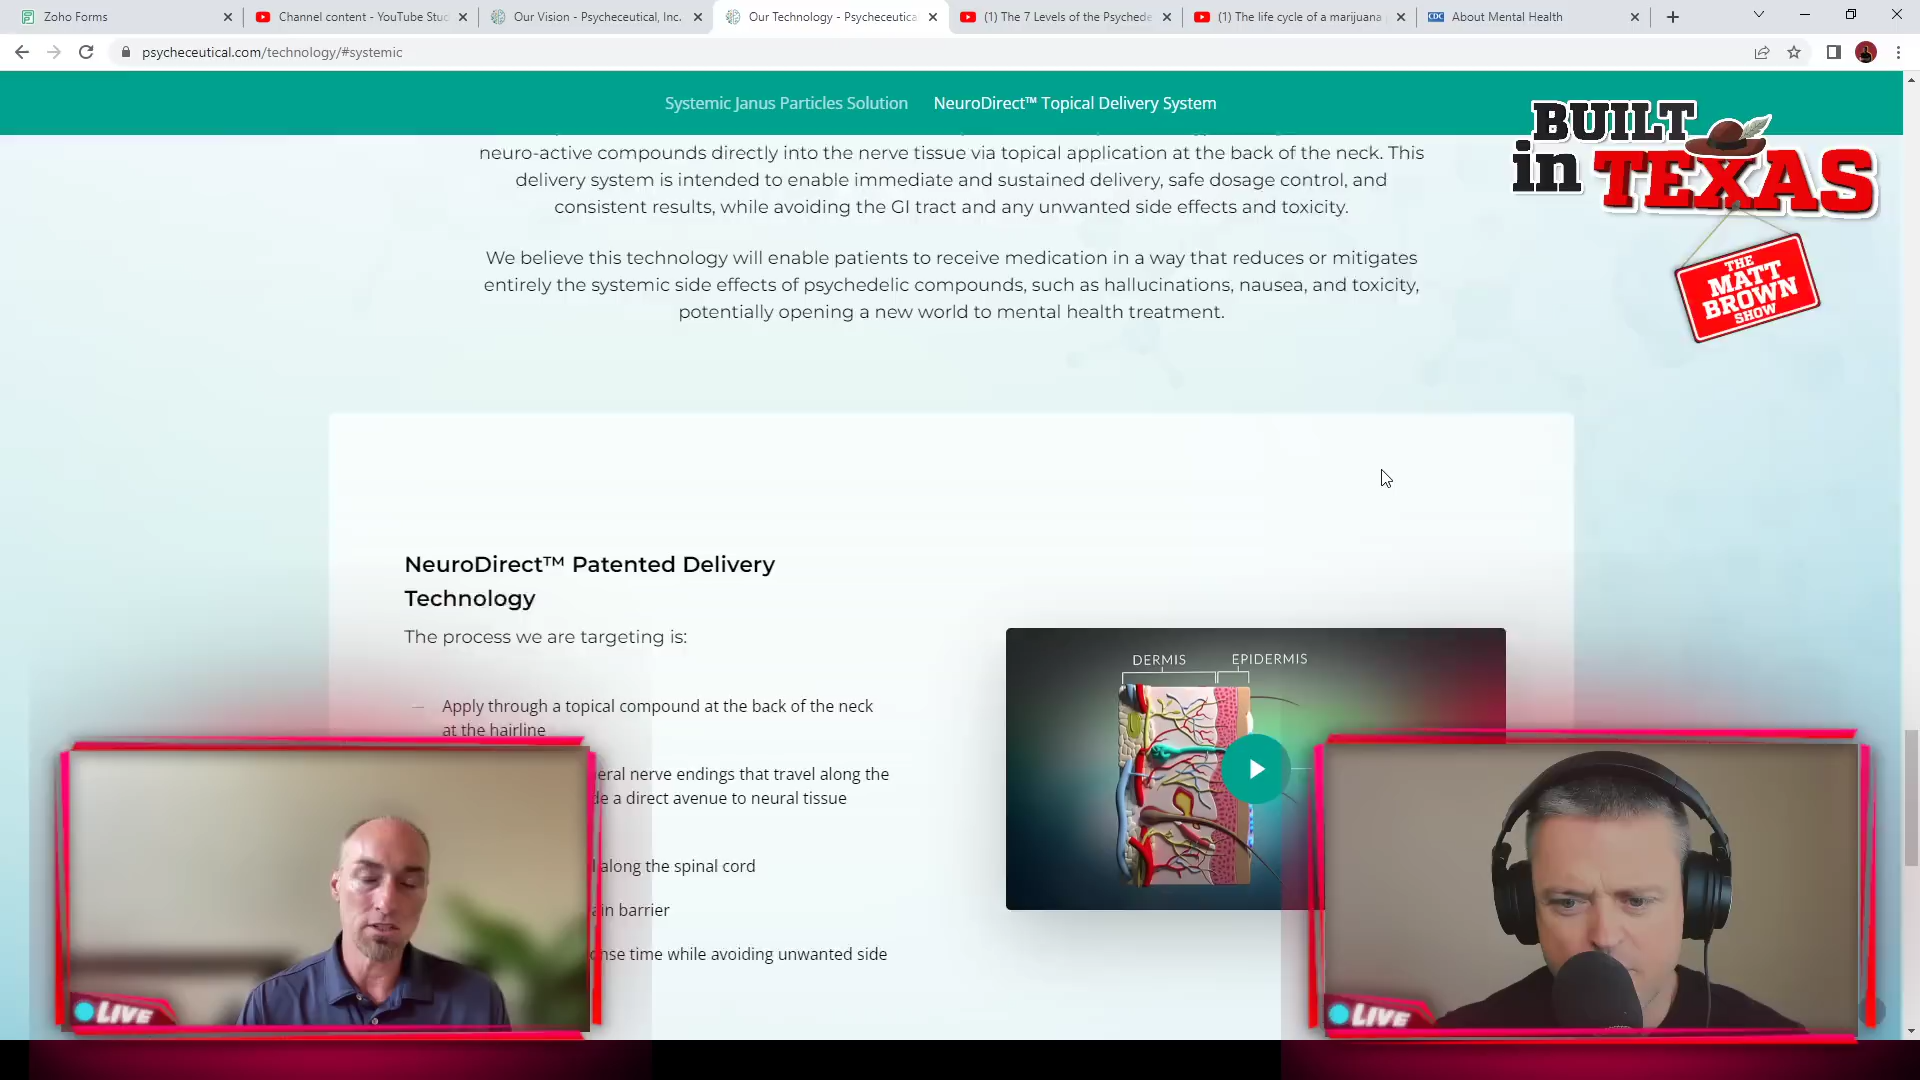 Zoho Forms
Channel content - YouTube Stud
Our Vision - Psycheceutical, Inc.
Our Technology - Psycheceutica
(1) The 7 Levels of the Psychede
(1) The life cycle of a marijuana
CDC
About Mental Health
psycheceutical.com/technology/#systemic
Systemic Janus Particles Solution
NeuroDirect™ Topical Delivery System
BUILT
in TEXAS
THE
MATT
BROWN
SHOW
neuro-active compounds directly into the nerve tissue via topical application at the back of the neck. This
delivery system is intended to enable immediate and sustained delivery, safe dosage control, and
consistent results, while avoiding the GI tract and any unwanted side effects and toxicity.
We believe this technology will enable patients to receive medication in a way that reduces or mitigates
entirely the systemic side effects of psychedelic compounds, such as hallucinations, nausea, and toxicity,
potentially opening a new world to mental health treatment.
NeuroDirect™ Patented Delivery
Technology
The process we are targeting is:
Apply through a topical compound at the back of the neck
at the hairline
eral nerve endings that travel along the
a direct avenue to neural tissue
along the spinal cord
barrier
time while avoiding unwanted side
DERMIS
EPIDERMIS
LIVE
LIVE